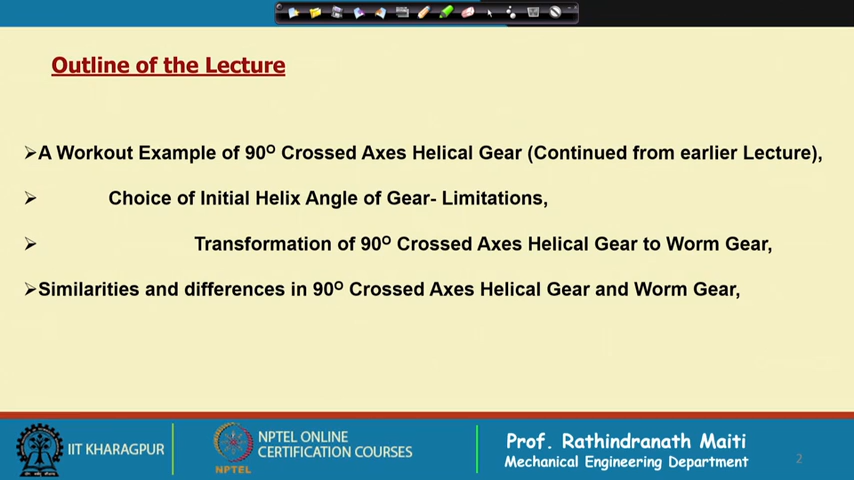 Outline of the Lecture
➢A Workout Example of 90ᴼ Crossed Axes Helical Gear (Continued from earlier Lecture),
➢ Choice of Initial Helix Angle of Gear- Limitations,
➢ Transformation of 90ᴼ Crossed Axes Helical Gear to Worm Gear,
➢Similarities and differences in 90ᴼ Crossed Axes Helical Gear and Worm Gear,
IIT KHARAGPUR
NPTEL
NPTEL ONLINE
CERTIFICATION COURSES
Prof. Rathindranath Maiti
Mechanical Engineering Department
2